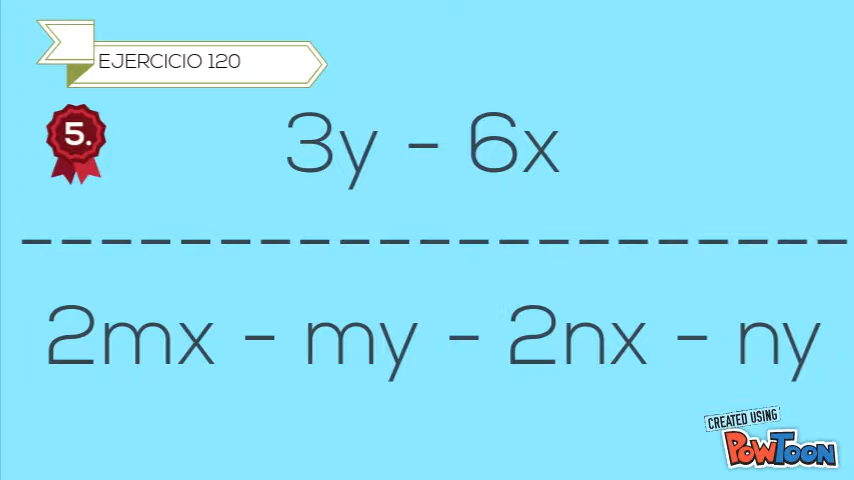 EJERCICIO 120
5.
3y - 6x
2mx - my - 2nx - ny
CREATED USING
POWTOON